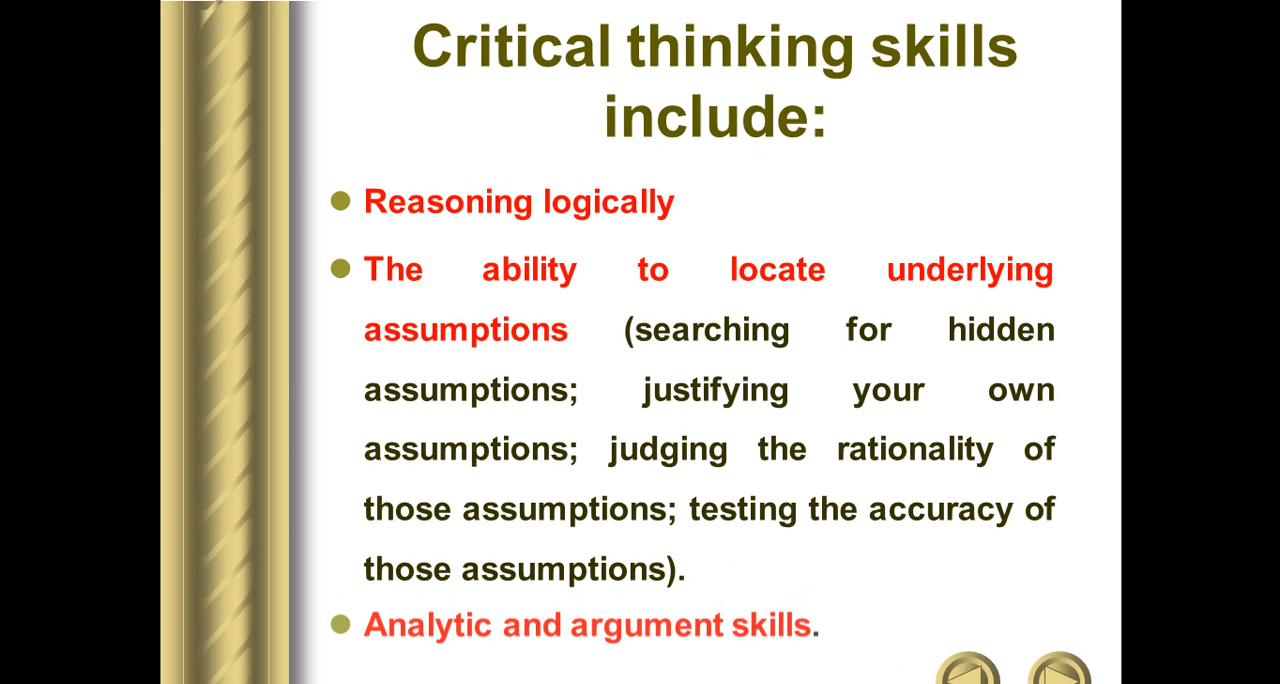 Critical thinking skills
include:
Reasoning logically
The ability to locate underlying
assumptions (searching for hidden
assumptions; justifying your own
assumptions; judging the rationality of
those assumptions; testing the accuracy of
those assumptions).
Analytic and argument skills.